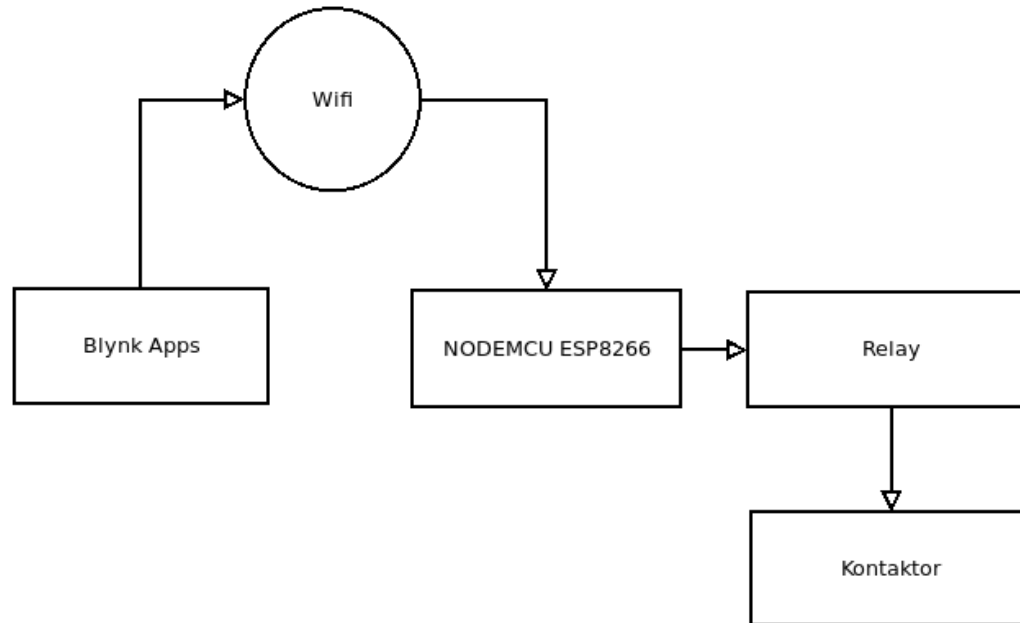 Wifi
Blynk Apps
NODEMCU ESP8266
Relay
Kontaktor